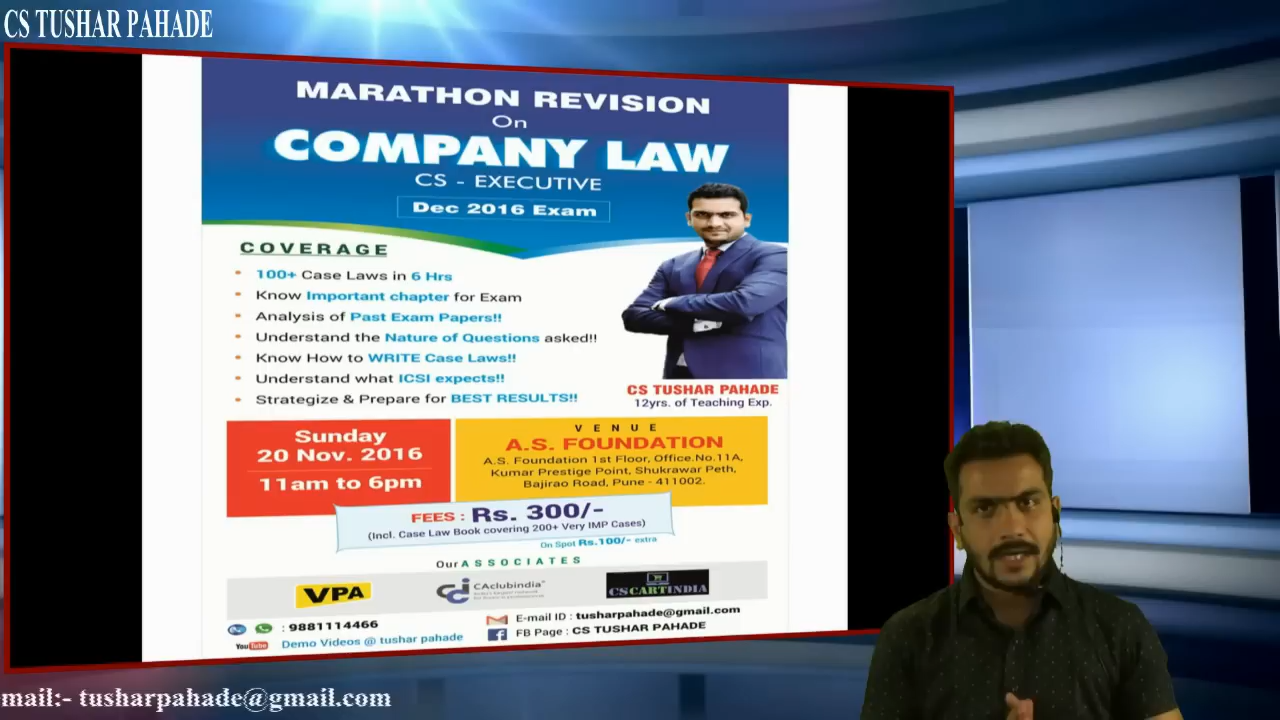 CS TUSHAR PAHADE
MARATHON REVISION
On
COMPANY LAW
CS - EXECUTIVE
Dec 2016 Exam
COVERAGE
100+ Case Laws in 6 Hrs
Know Important chapter for Exam
Analysis of Past Exam Papers!!
Understand the Nature of Questions asked!!
Know How to WRITE Case Laws!!
Understand what ICSI expects!!
Strategize & Prepare for BEST RESULTS!!
CS TUSHAR PAHADE
12yrs. of Teaching Exp.
Sunday
20 Nov. 2016
11am to 6pm
VENUE
A.S. FOUNDATION
A.S. Foundation 1st Floor, Office.No.11A,
Kumar Prestige Point, Shukrawar Peth,
Bajirao Road, Pune - 411002.
FEES : Rs. 300/-
(Incl. Case Law Book covering 200+ Very IMP Cases)
On Spot Rs.100/- extra
Our ASSOCIATES
VPA
CAclubindia
CSCARTINDIA
: 9881114466
YouTube Demo Videos @ tushar pahade
E-mail ID : tusharpahade@gmail.com
FB Page : CS TUSHAR PAHADE
mail:- tusharpahade@gmail.com